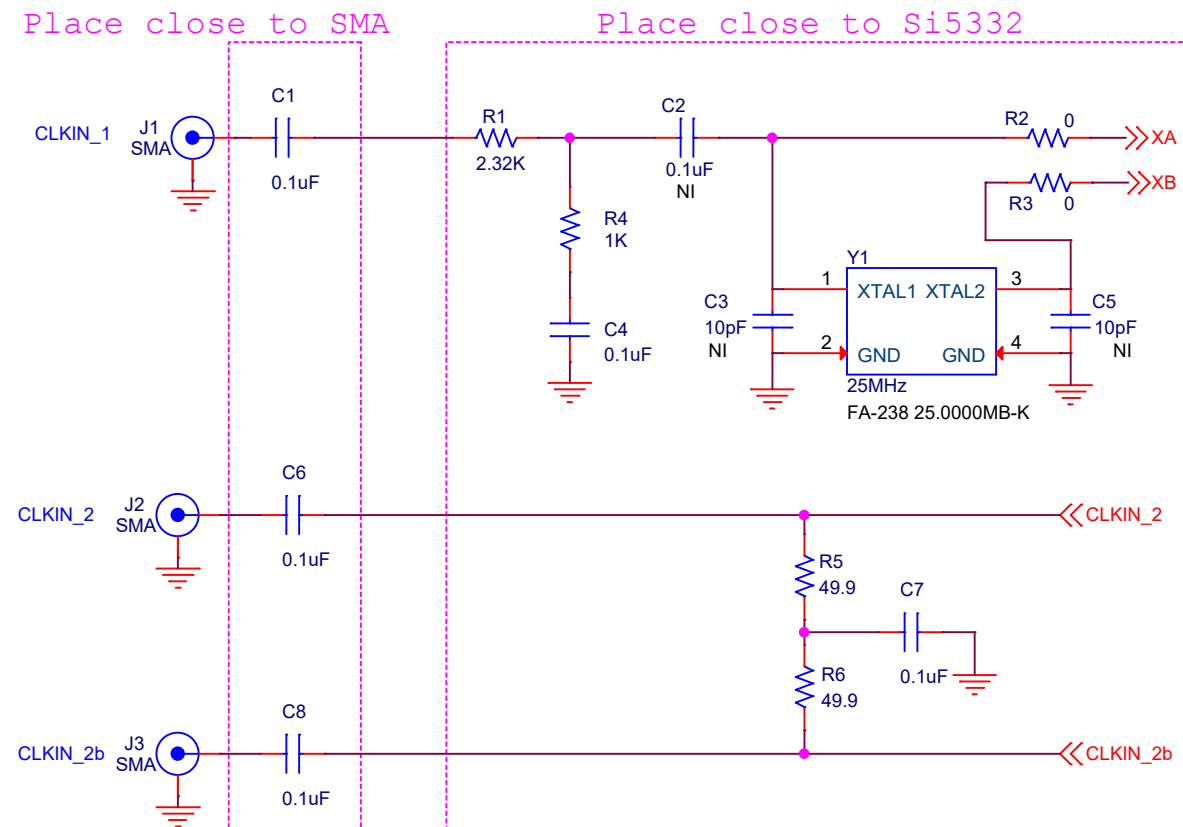 Place close to SMA
Place close to Si5332
CLKIN_1
J1
SMA
C1
0.1uF
R1
2.32K
C2
0.1uF
NI
R2
0
XA
XB
R3
0
R4
1K
C4
0.1uF
Y1
1
XTAL1
XTAL2
3
C3
10pF
NI
2
GND
GND
4
C5
10pF
NI
25MHz
FA-238 25.0000MB-K
CLKIN_2
J2
SMA
C6
0.1uF
CLKIN_2
R5
49.9
C7
0.1uF
R6
49.9
CLKIN_2b
J3
SMA
C8
0.1uF
CLKIN_2b